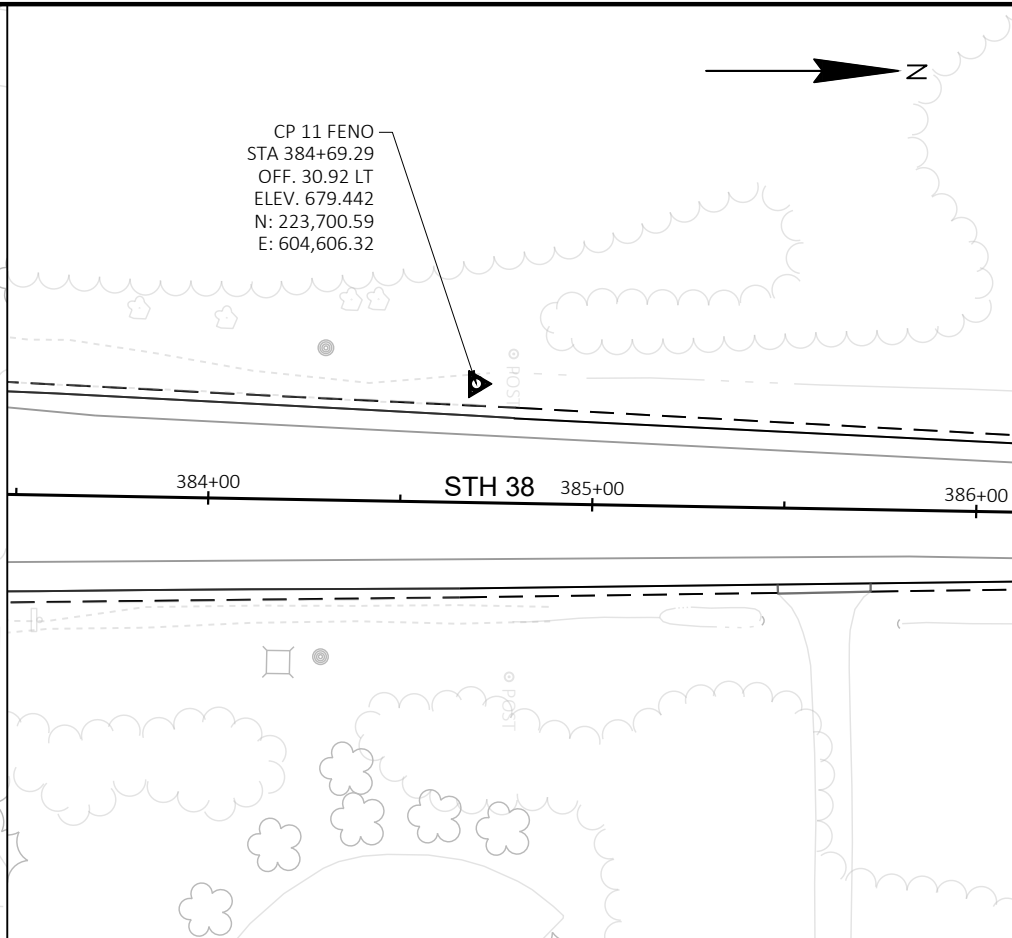 N
CP 11 FENO
STA 384+69.29
OFF. 30.92 LT
ELEV. 679.442
N: 223,700.59
E: 604,606.32
POST
384+00
STH 38
385+00
386+00
POST